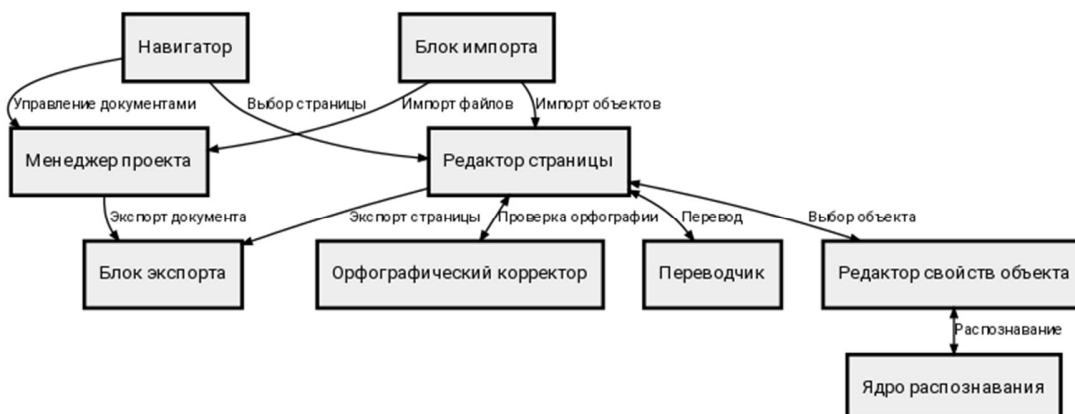 Навигатор
Блок импорта
Управление документами
Выбор страницы
Импорт файлов
Импорт объектов
Менеджер проекта
Редактор страницы
Экспорт документа
Экспорт страницы
Проверка орфографии
Перевод
Выбор объекта
Блок экспорта
Орфографический корректор
Переводчик
Редактор свойств объекта
Распознавание
Ядро распознавания